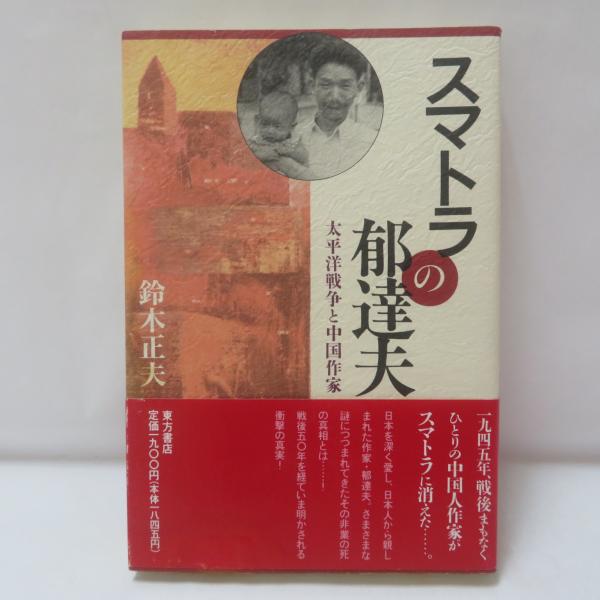 スマトラの
郁達夫
太平洋戦争と中国作家
鈴木正夫
一九四五年、戦後まもなく
ひとりの中国人作家が
スマトラに消えた……。
日本を深く愛し、日本人から親し
まれた作家・郁達夫。さまざまな
謎につつまれてきたその非業の死
の真相とは……！
戦後五〇年を経ていま明かされる
衝撃の真実！
東方書店
定価一九〇〇円（本体一八四五円）